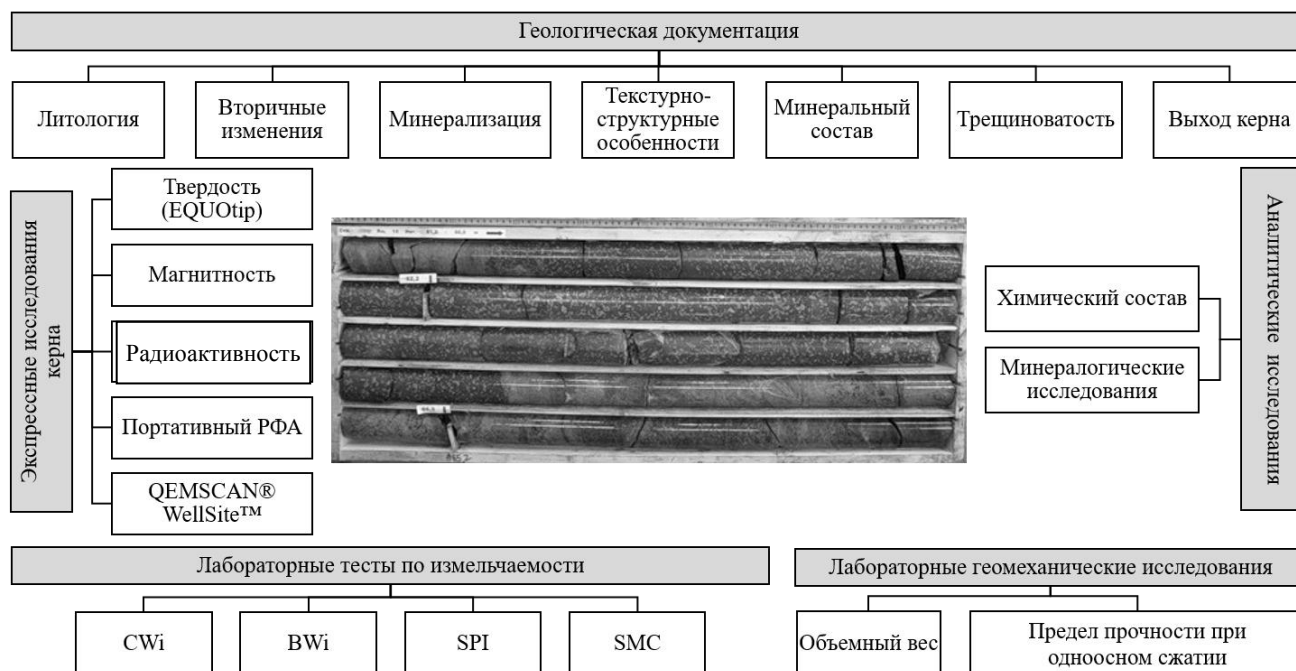 Геологическая документация
Литология
Вторичные
изменения
Минерализация
Текстурно-
структурные
особенности
Минеральный
состав
Трещиноватость
Выход керна
Экспрессные исследования
керна
Твердость
(EQUOtip)
Магнитность
Радиоактивность
Портативный РФА
QEMSCAN®
WellSite™
Химический состав
Минералогические
исследования
Аналитические исследования
Лабораторные тесты по измельчаемости
CWi
BWi
SPI
SMC
Лабораторные геомеханические исследования
Объемный вес
Предел прочности при
одноосном сжатии